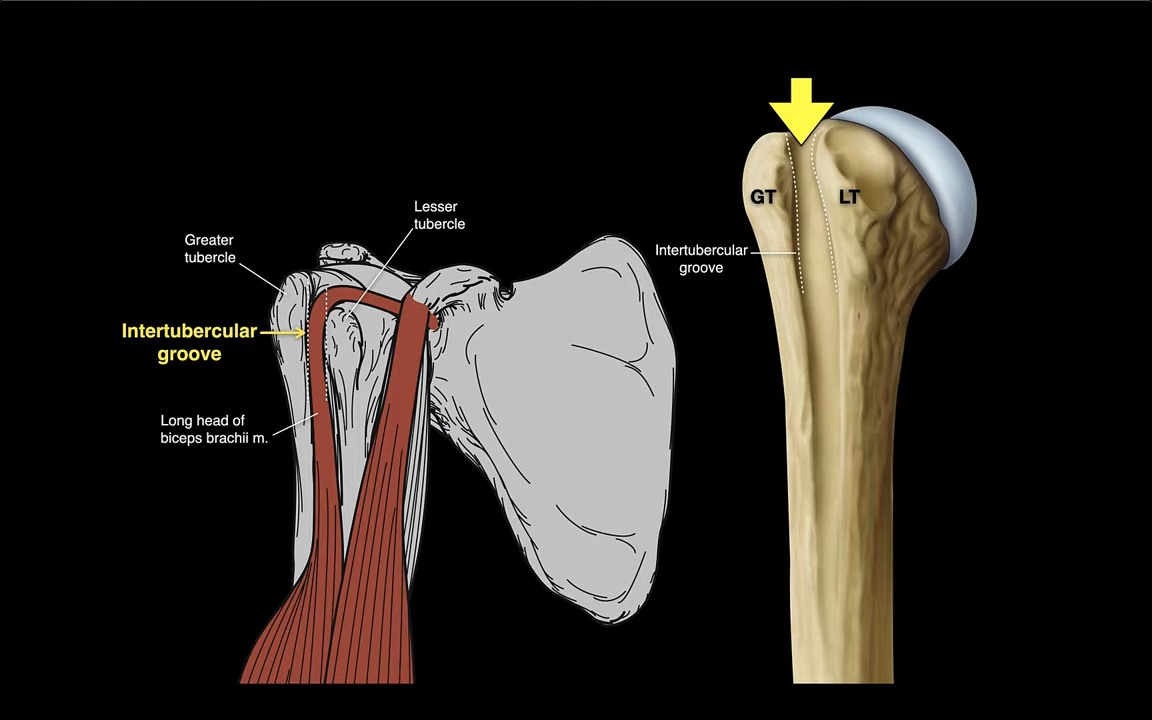 Lesser
tubercle
Greater
tubercle
Intertubercular
groove
Long head of
biceps brachii m.
GT
LT
Intertubercular
groove